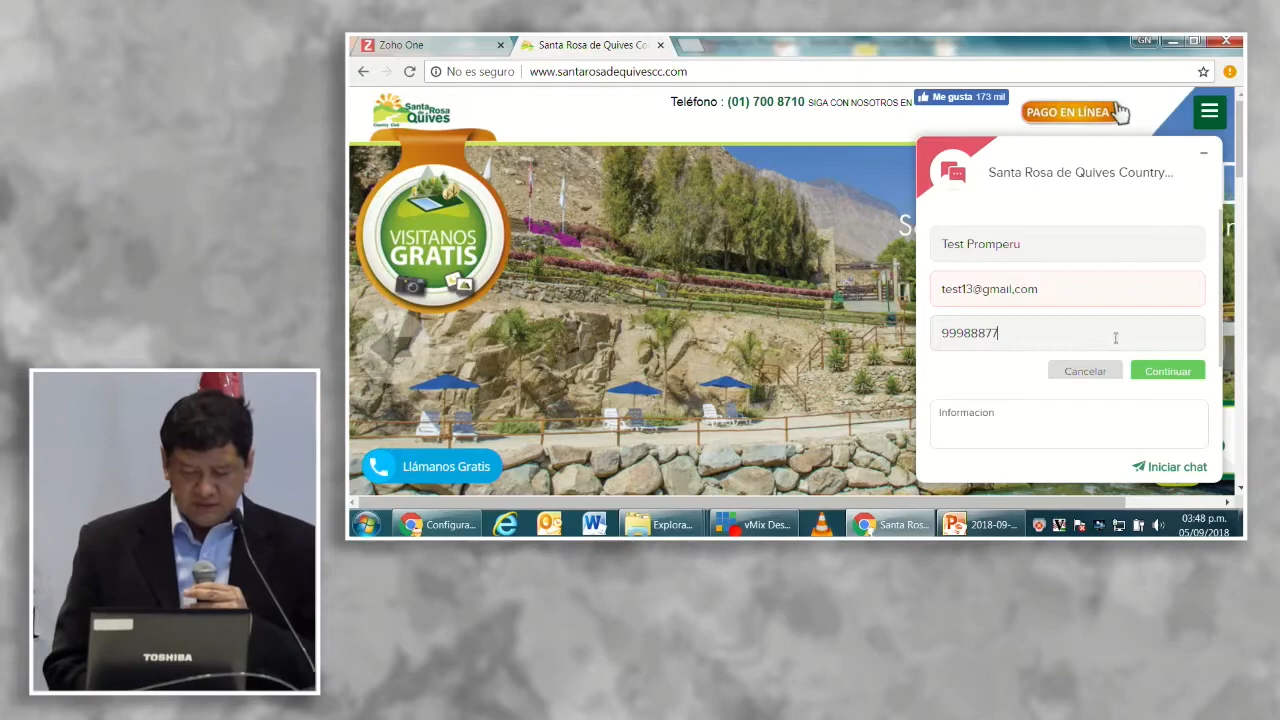 Zoho One
Santa Rosa de Quives Co
No es seguro
www.santarosadequivescc.com
Santa Rosa
de Quives
Country Club
Teléfono : (01) 700 8710 SIGA CON NOSOTROS EN
Me gusta 173 mil
PAGO EN LÍNEA
VISITANOS
GRATIS
Santa Rosa de Quives Country...
Test Promperu
test13@gmail,com
99988877
Cancelar
Continuar
Informacion
Iniciar chat
Llámanos Gratis
Configura...
Explora...
vMix Des...
Santa Ros...
2018-09-...
03:48 p.m.
05/09/2018
TOSHIBA